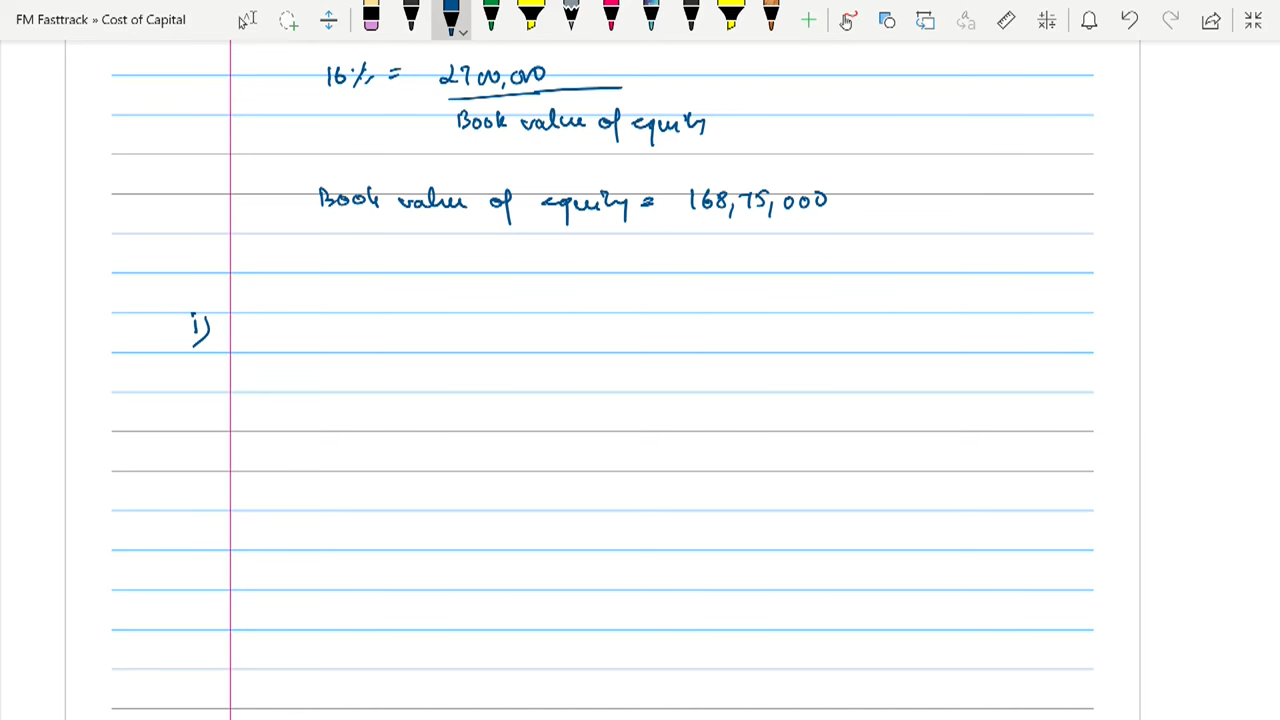 FM Fasttrack » Cost of Capital
16% = 2700,000
Book value of equity
Book value of equity = 168,75,000
i)